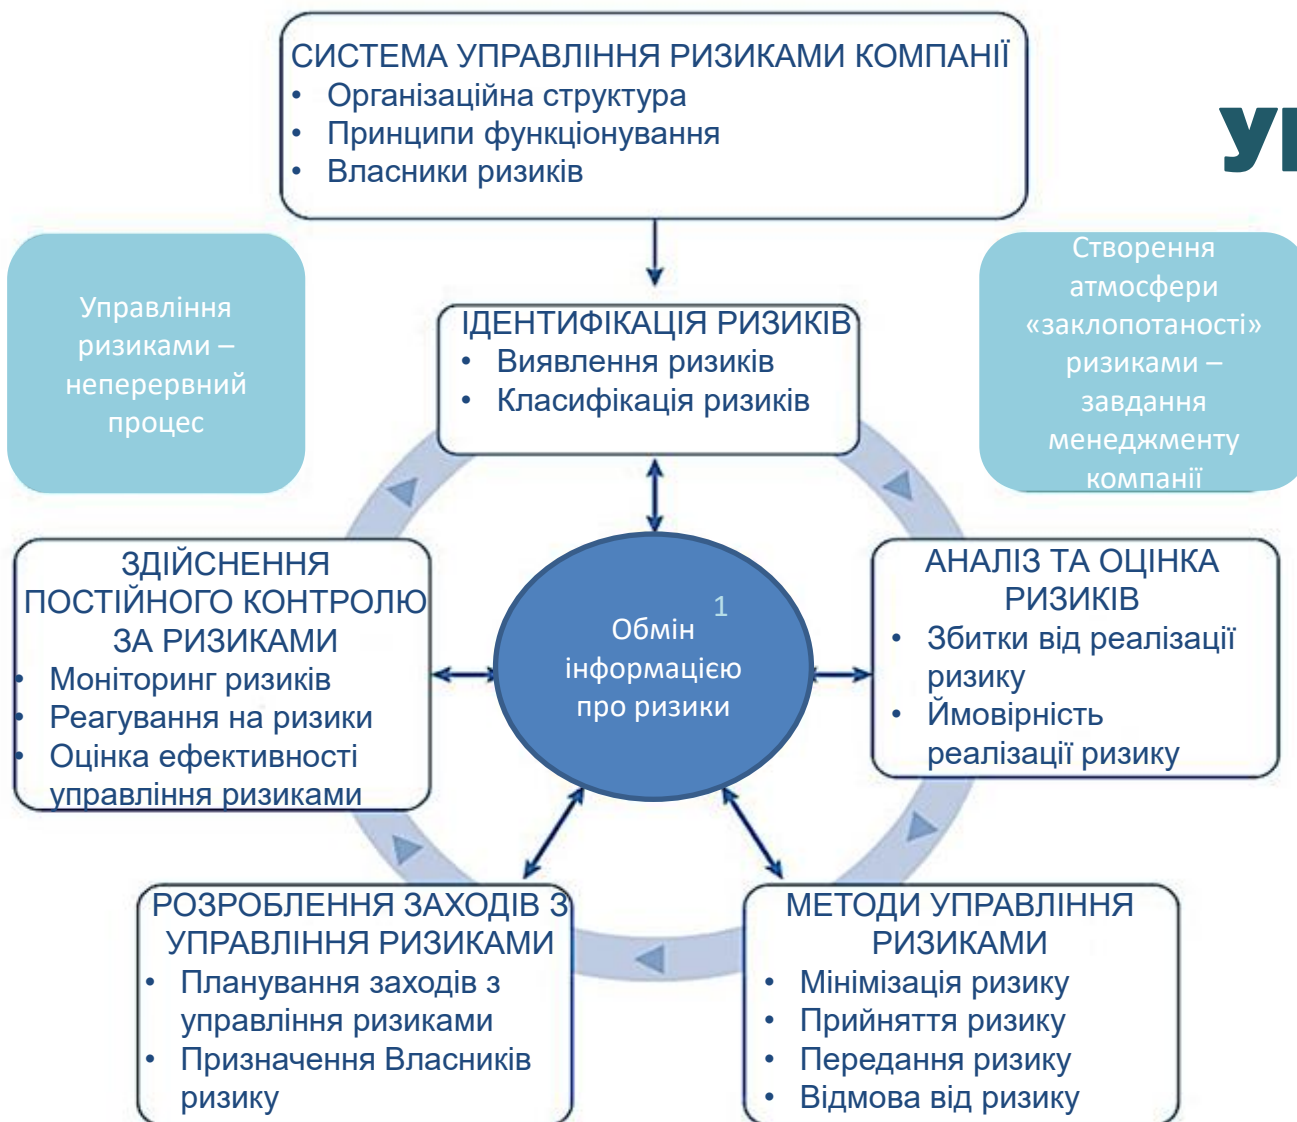 СИСТЕМА УПРАВЛІННЯ РИЗИКАМИ КОМПАНІЇ
• Організаційна структура
• Принципи функціонування
• Власники ризиків
Управління
ризиками –
неперервний
процес
Створення
атмосфери
«заклопотаності»
ризиками –
завдання
менеджменту
компанії
ІДЕНТИФІКАЦІЯ РИЗИКІВ
• Виявлення ризиків
• Класифікація ризиків
ЗДІЙСНЕННЯ
ПОСТІЙНОГО КОНТРОЛЮ
ЗА РИЗИКАМИ
• Моніторинг ризиків
• Реагування на ризики
• Оцінка ефективності
управління ризиками
1
Обмін
інформацією
про ризики
АНАЛІЗ ТА ОЦІНКА
РИЗИКІВ
• Збитки від реалізації
ризику
• Ймовірність
реалізації ризику
РОЗРОБЛЕННЯ ЗАХОДІВ З
УПРАВЛІННЯ РИЗИКАМИ
• Планування заходів з
управління ризиками
• Призначення Власників
ризику
МЕТОДИ УПРАВЛІННЯ
РИЗИКАМИ
• Мінімізація ризику
• Прийняття ризику
• Передання ризику
• Відмова від ризику